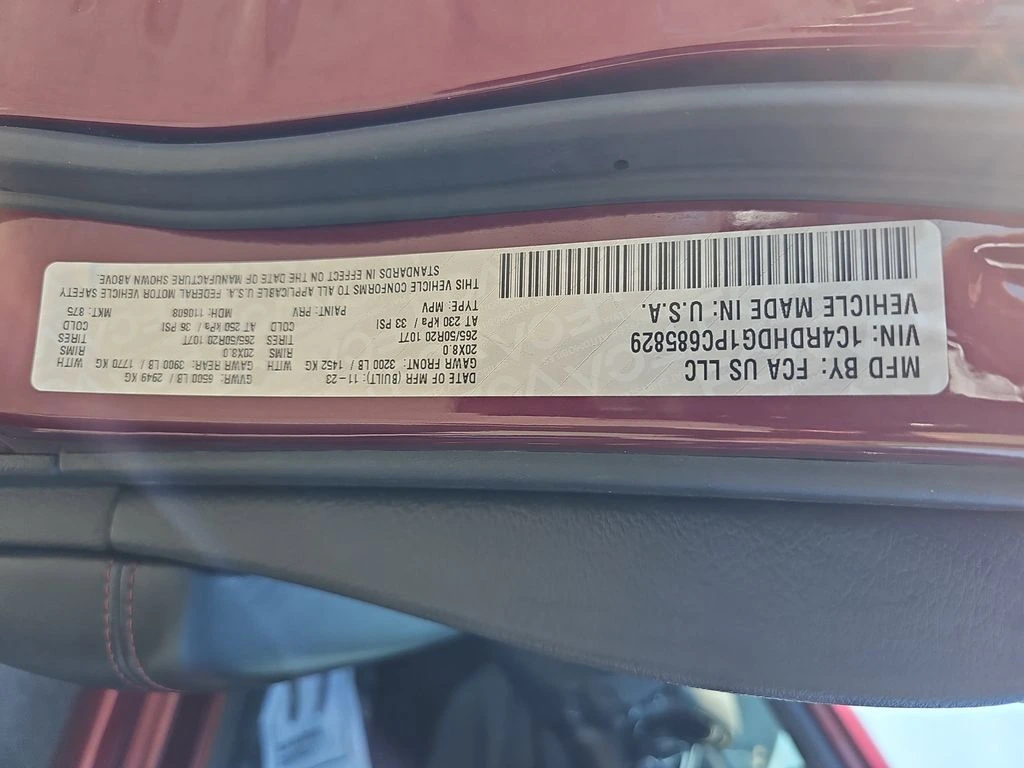 MFD BY: FCA US LLC
VIN: 1C4RDHDG1PC685829
VEHICLE MADE IN: U.S.A.
DATE OF MFR (BUILT): 11-23 GVWR: 6500 LB / 2949 KG
GAWR FRONT: 3200 LB / 1452 KG WITH GAWR REAR: 3900 LB / 1770 KG WITH
20X8.0 RIMS 20X8.0 RIMS
265/50R20 107T TIRES 265/50R20 107T TIRES
AT 230 kPa / 33 PSI COLD AT 250 kPa / 36 PSI COLD
TYPE: MPV PAINT: PRV MDH: 110808 MKT: 875
THIS VEHICLE CONFORMS TO ALL APPLICABLE U.S.A. FEDERAL MOTOR VEHICLE SAFETY
STANDARDS IN EFFECT ON THE DATE OF MANUFACTURE SHOWN ABOVE.